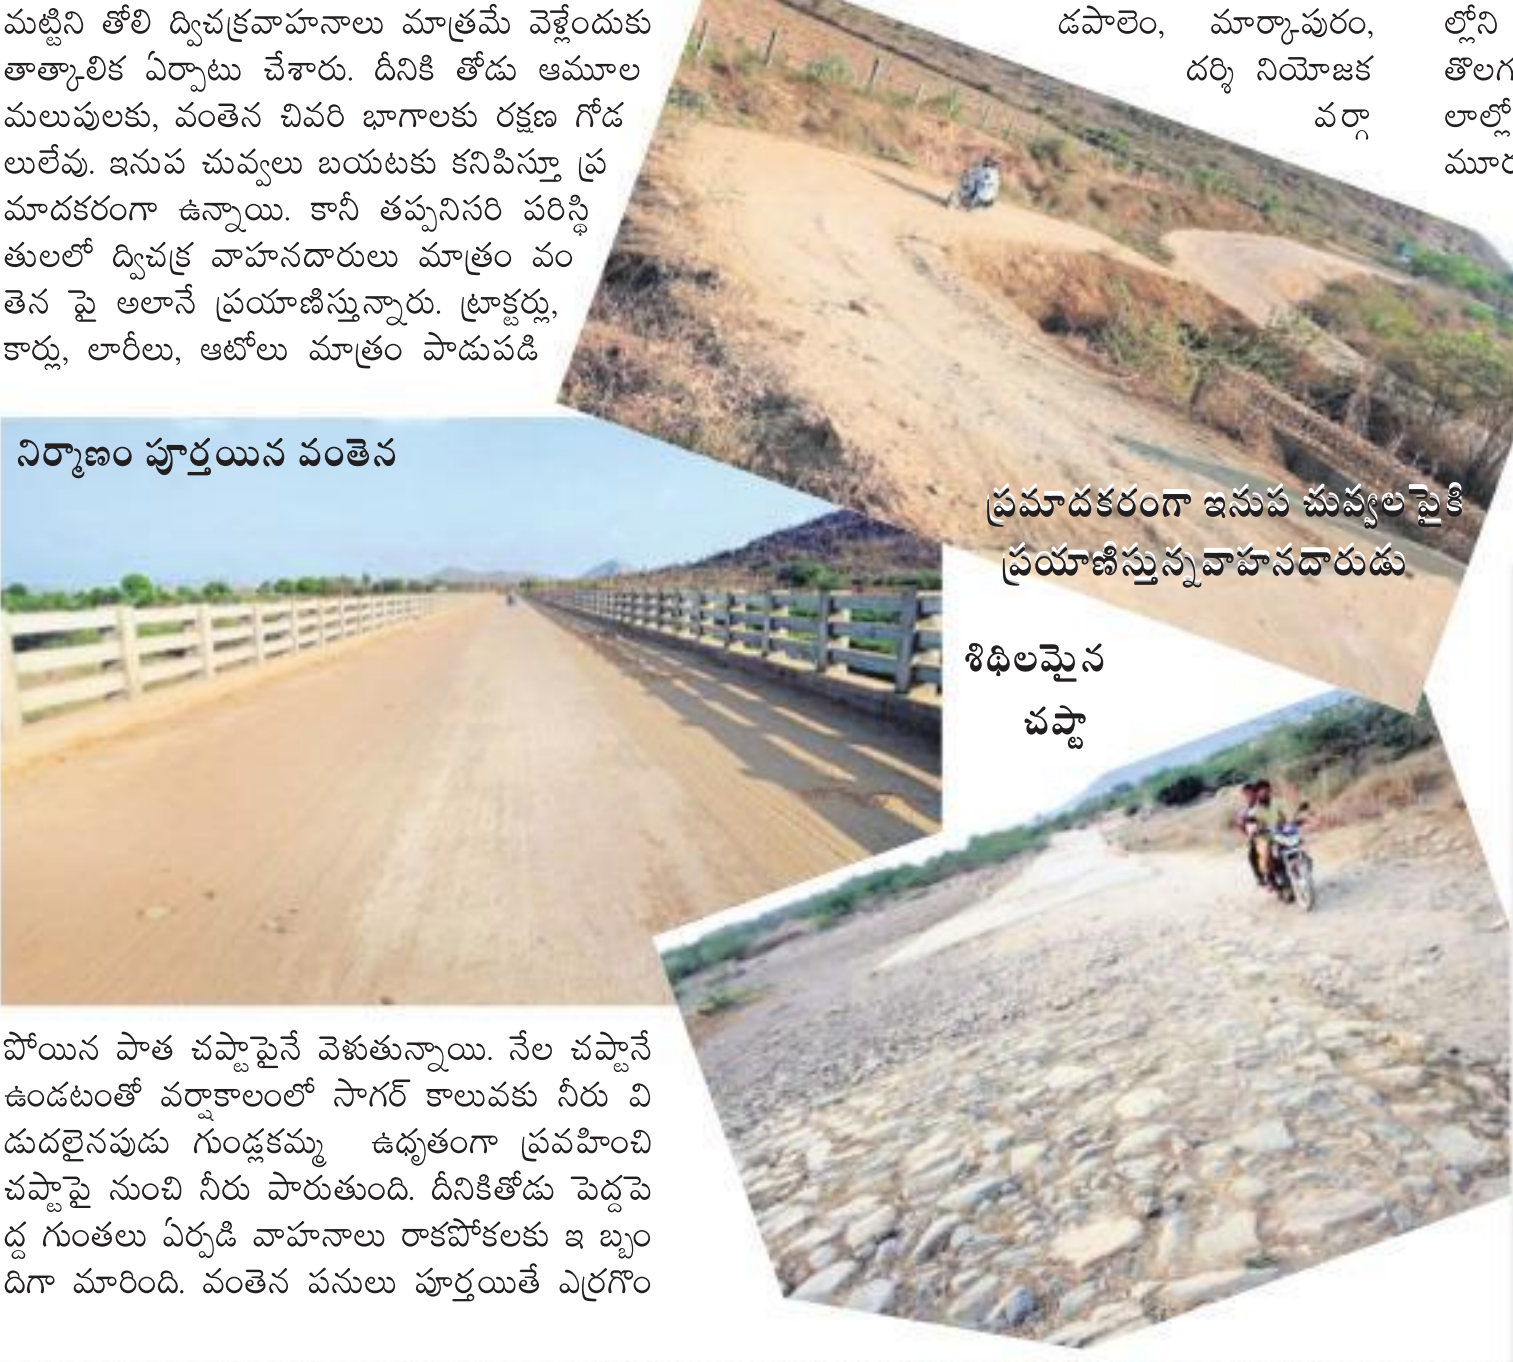 మట్టిని తోలి ద్విచక్రవాహనాలు మాత్రమే వెళ్లేందుకు
తాత్కాలిక ఏర్పాటు చేశారు. దీనికి తోడు ఆమూల
మలుపులకు, వంతెన చివరి భాగాలకు రక్షణ గోడ
లులేవు. ఇనుప చువ్వలు బయటకు కనిపిస్తూ ప్ర
మాదకరంగా ఉన్నాయి. కానీ తప్పనిసరి పరిస్థి
తులలో ద్విచక్ర వాహనదారులు మాత్రం వం
తెన పై అలానే ప్రయాణిస్తున్నారు. ట్రాక్టర్లు,
కార్లు, లారీలు, ఆటోలు మాత్రం పాడుపడి
నిర్మాణం పూర్తయిన వంతెన
పోయిన పాత చప్టాపైనే వెళుతున్నాయి. నేల చప్టానే
ఉండటంతో వర్షాకాలంలో సాగర్ కాలువకు నీరు వి
డుదలైనపుడు గుండ్లకమ్మ ఉధృతంగా ప్రవహించి
చప్టాపై నుంచి నీరు పారుతుంది. దీనికితోడు పెద్దపె
ద్ద గుంతలు ఏర్పడి వాహనాలు రాకపోకలకు ఇ బ్బం
దిగా మారింది. వంతెన పనులు పూర్తయితే ఎర్రగొం
డపాలెం, మార్కాపురం,
దర్శి నియోజక
వర్గా
ప్రమాదకరంగా ఇనుప చువ్వలపైకి
ప్రయాణిస్తున్నవాహనదారుడు
శిథిలమైన
చప్టా
ల్లోని
తొలగ
లాల్లో